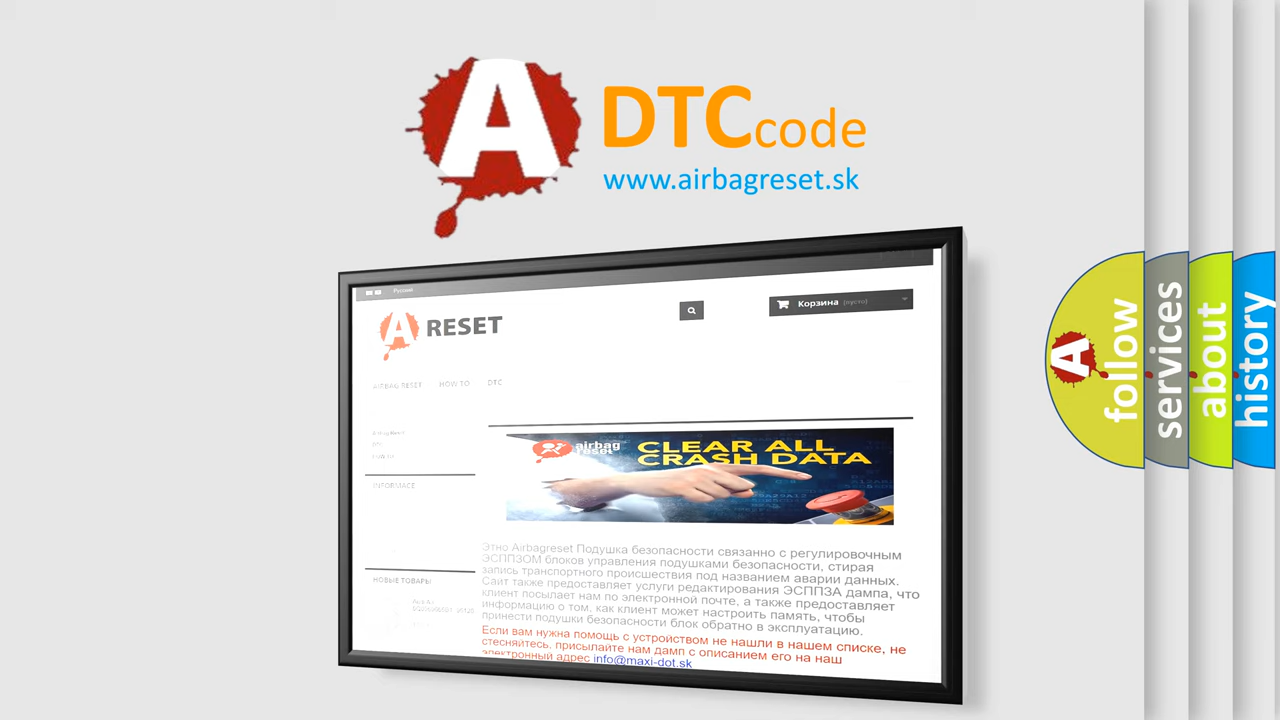 A DTCcode
www.airbagreset.sk
Русский
A RESET
Корзина (пусто)
AIRBAG RESET HOW TO DTC
INFORMACE
airbag
reset
CLEAR ALL
CRASH DATA
Этно Airbagreset Подушка безопасности связанно с регулировочным
ЭСППЗОМ блоков управления подушками безопасности, стирая
запись транспортного происшествия под названием аварии данных.
Сайт также предоставляет услуги редактирования ЭСППЗА дампа, что
клиент посылает нам по электронной почте, а также предоставляет
информацию о том, как клиент может настроить память, чтобы
принести подушки безопасности блок обратно в эксплуатацию.
Если вам нужна помощь с устройством не нашли в нашем списке, не
стесняйтесь, присылайте нам дамп с описанием его на наш
электронный адрес info@maxi-dot.sk
НОВЫЕ ТОВАРЫ
A
follow
services
about
history